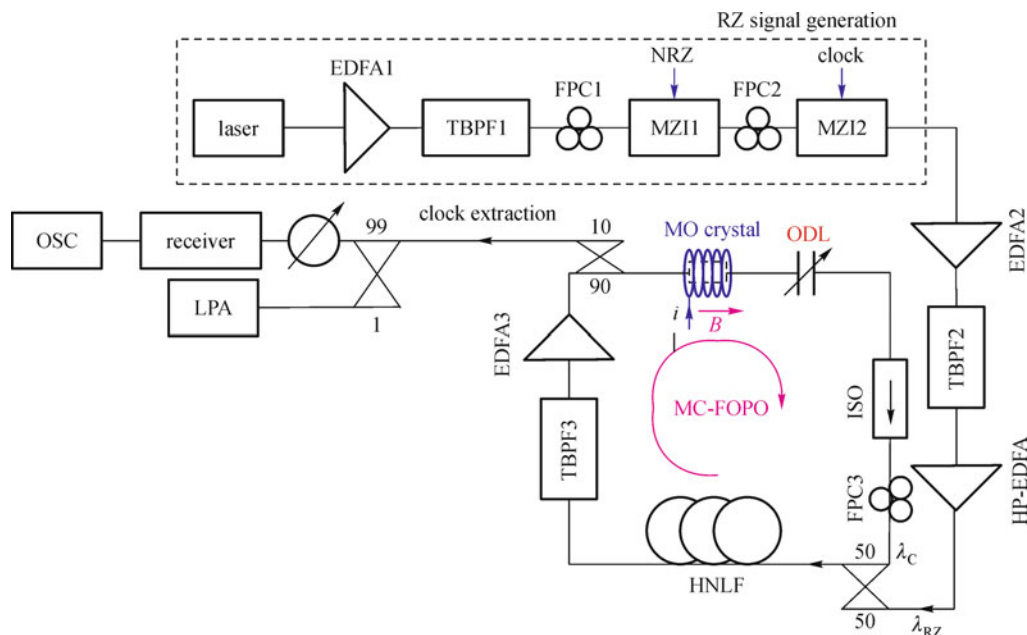 RZ signal generation
EDFA1
NRZ
clock
FPC1
FPC2
laser
TBPF1
MZI1
MZI2
OSC
receiver
99
clock extraction
10
MO crystal
ODL
EDFA2
LPA
1
90
i
B
EDFA3
MC-FOPO
TBPF2
ISO
TBPF3
FPC3
HP-EDFA
HNLF
50
λC
50
λRZ